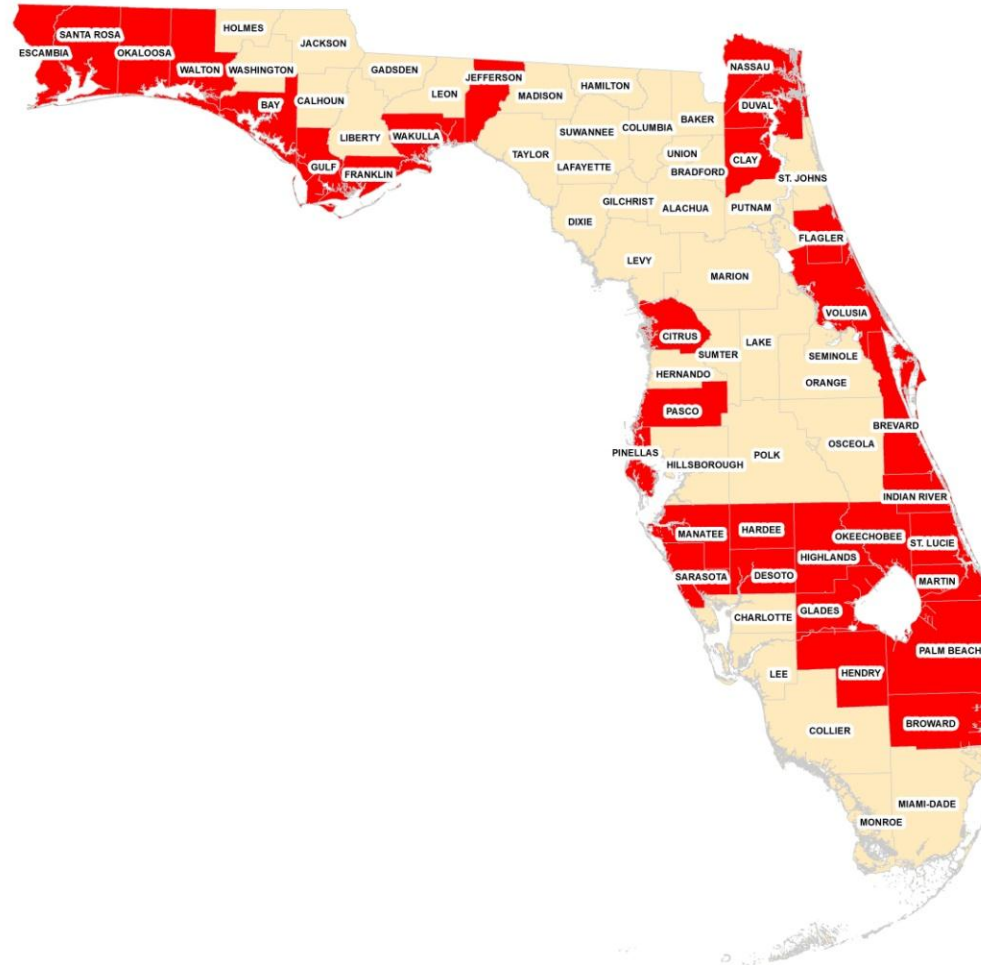 HOLMES
SANTA ROSA
JACKSON
ESCAMBIA
OKALOOSA
NASSAU
WALTON
WASHINGTON
GADSDEN
JEFFERSON
HAMILTON
LEON
MADISON
BAY
CALHOUN
DUVAL
COLUMBIA
BAKER
SUWANNEE
LIBERTY
WAKULLA
TAYLOR
UNION
CLAY
GULF
LAFAYETTE
BRADFORD
FRANKLIN
ST. JOHNS
GILCHRIST
ALACHUA
PUTNAM
DIXIE
FLAGLER
LEVY
MARION
VOLUSIA
CITRUS
LAKE
SUMTER
SEMINOLE
HERNANDO
ORANGE
PASCO
BREVARD
OSCEOLA
PINELLAS
POLK
HILLSBOROUGH
INDIAN RIVER
MANATEE
HARDEE
OKEECHOBEE
ST. LUCIE
HIGHLANDS
SARASOTA
DESOTO
MARTIN
GLADES
CHARLOTTE
PALM BEACH
LEE
HENDRY
BROWARD
COLLIER
MIAMI-DADE
MONROE